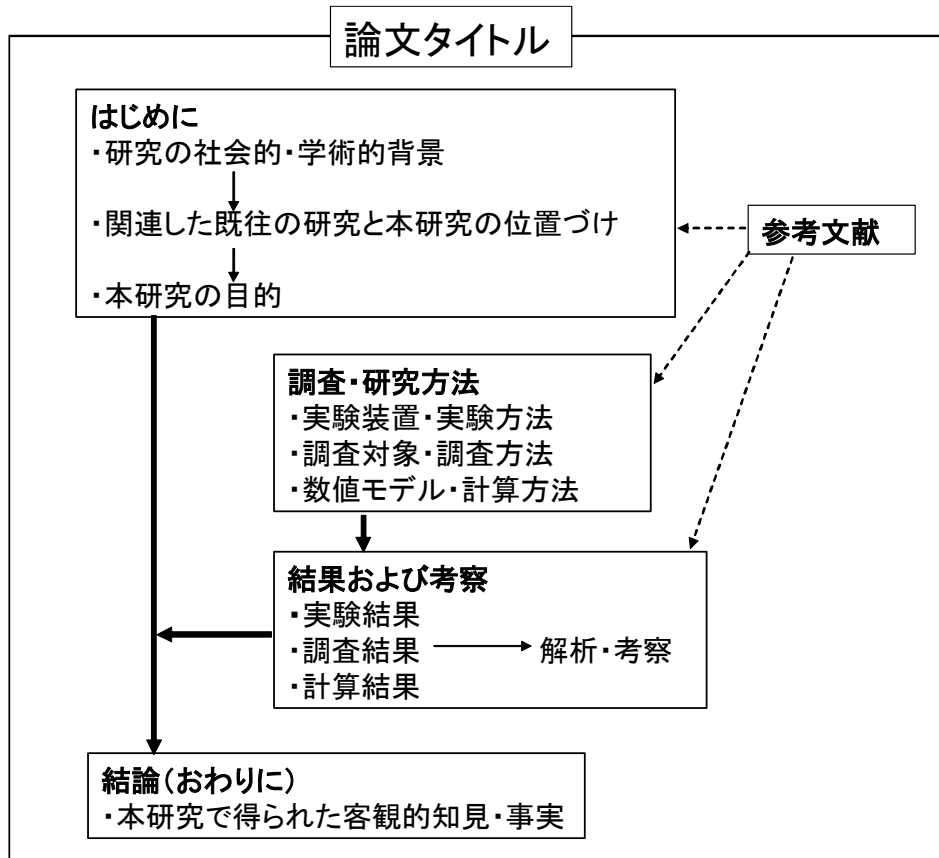 論文タイトル
はじめに
・研究の社会的・学術的背景
・関連した既往の研究と本研究の位置づけ
・本研究の目的
参考文献
調査・研究方法
・実験装置・実験方法
・調査対象・調査方法
・数値モデル・計算方法
結果および考察
・実験結果
・調査結果 解析・考察
・計算結果
結論(おわりに)
・本研究で得られた客観的知見・事実